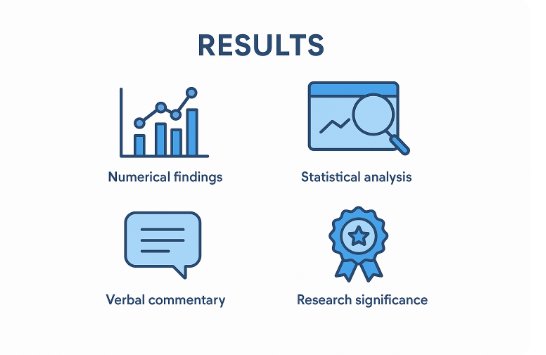 RESULTS
Numerical findings
Statistical analysis
Verbal commentary
Research significance